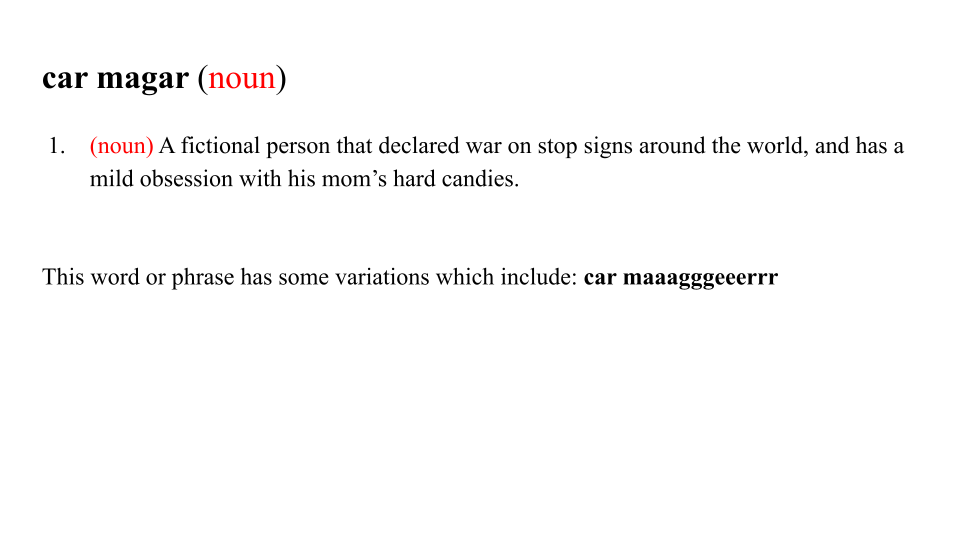 car magar (noun)
1. (noun) A fictional person that declared war on stop signs around the world, and has a
mild obsession with his mom’s hard candies.
This word or phrase has some variations which include: car maaagggeeerrr